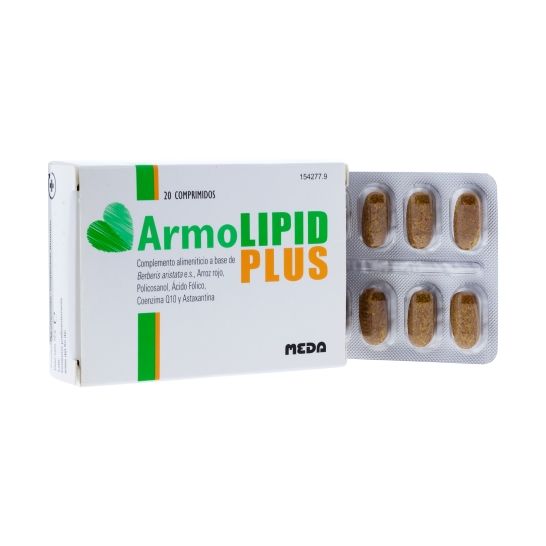 154277.9
20 COMPRIMIDOS
ArmoLIPID
PLUS
Complemento alimenticio a base de
Berberis aristata e.s., Arroz rojo,
Policosanol, Ácido Fólico,
Coenzima Q10 y Astaxantina
MEDA